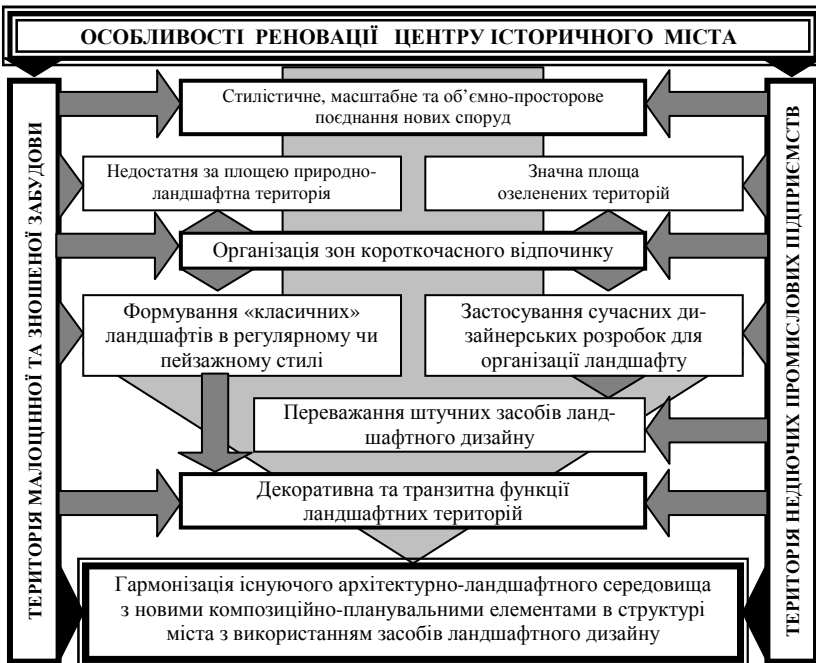 ОСОБЛИВОСТІ РЕНОВАЦІЇ ЦЕНТРУ ІСТОРИЧНОГО МІСТА
ТЕРИТОРІЯ МАЛОЦІННОЇ ТА ЗНОШЕНОЇ ЗАБУДОВИ
Стилістичне, масштабне та об’ємно-просторове
поєднання нових споруд
Недостатня за площею природно-
ландшафтна територія
Значна площа
озеленених територій
Організація зон короткочасного відпочинку
Формування «класичних»
ландшафтів в регулярному чи
пейзажному стилі
Застосування сучасних ди-
зайнерських розробок для
організації ландшафту
Переважання штучних засобів ланд-
шафтного дизайну
Декоративна та транзитна функції
ландшафтних територій
Гармонізація існуючого архітектурно-ландшафтного середовища
з новими композиційно-планувальними елементами в структурі
міста з використанням засобів ландшафтного дизайну
ТЕРИТОРІЯ НЕДІЮЧИХ ПРОМИСЛОВИХ ПІДПРИЄМСТВ